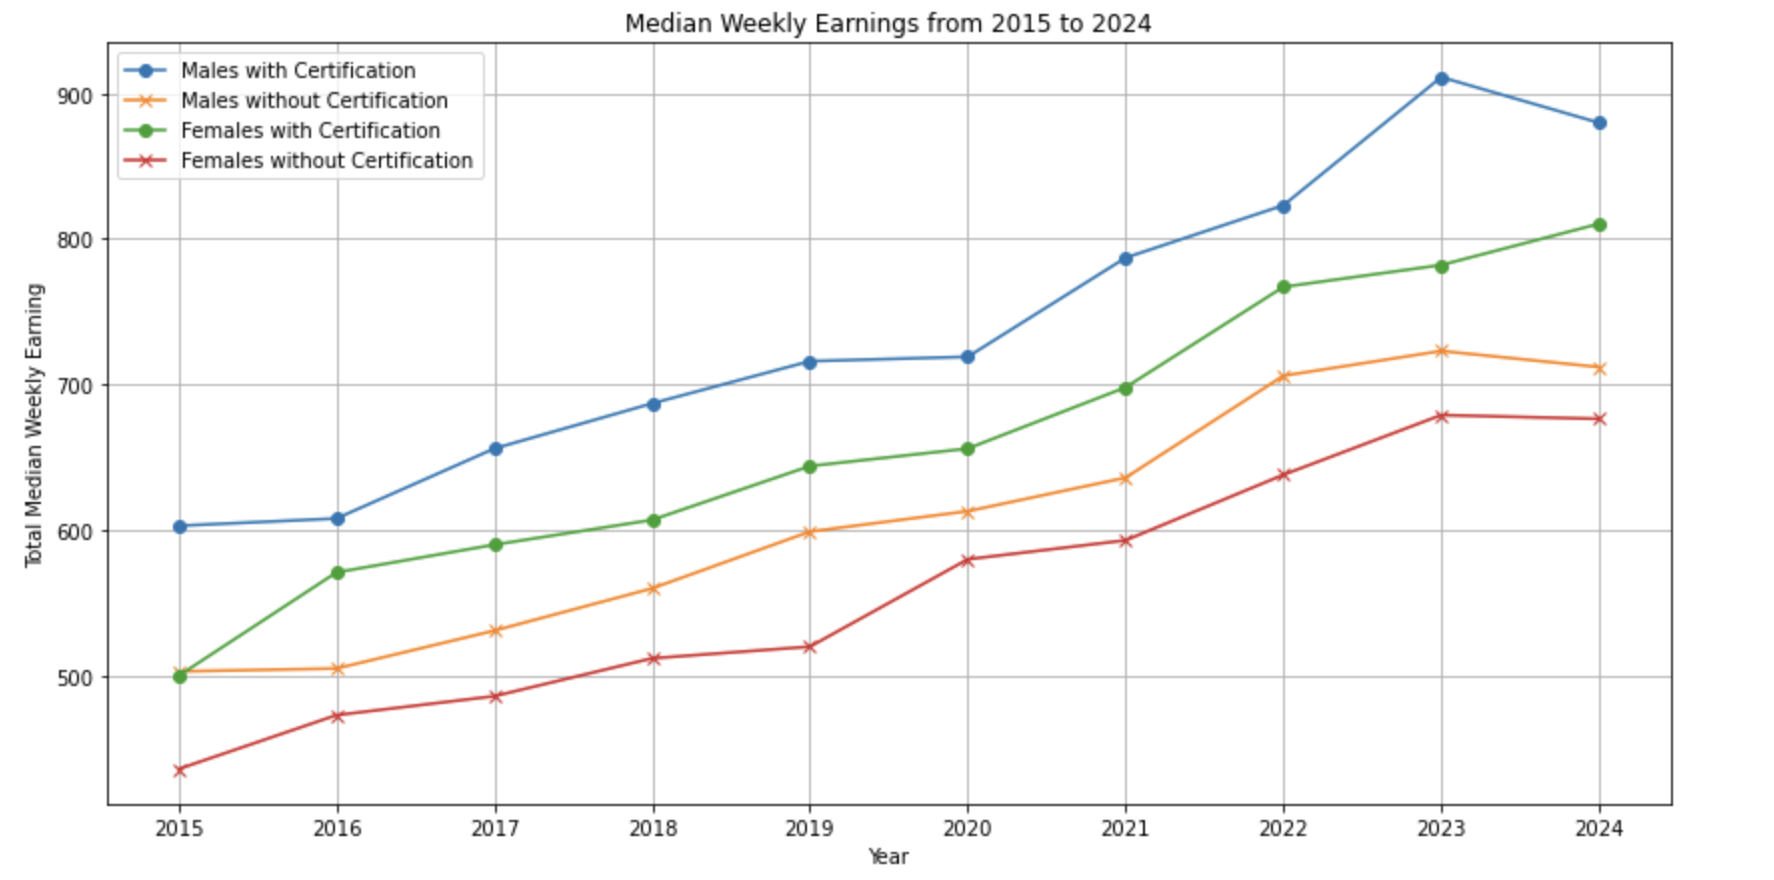 Median Weekly Earnings from 2015 to 2024
Males with Certification
Males without Certification
Females with Certification
Females without Certification
900
800
700
600
500
Total Median Weekly Earning
2015 2016 2017 2018 2019 2020 2021 2022 2023 2024
Year